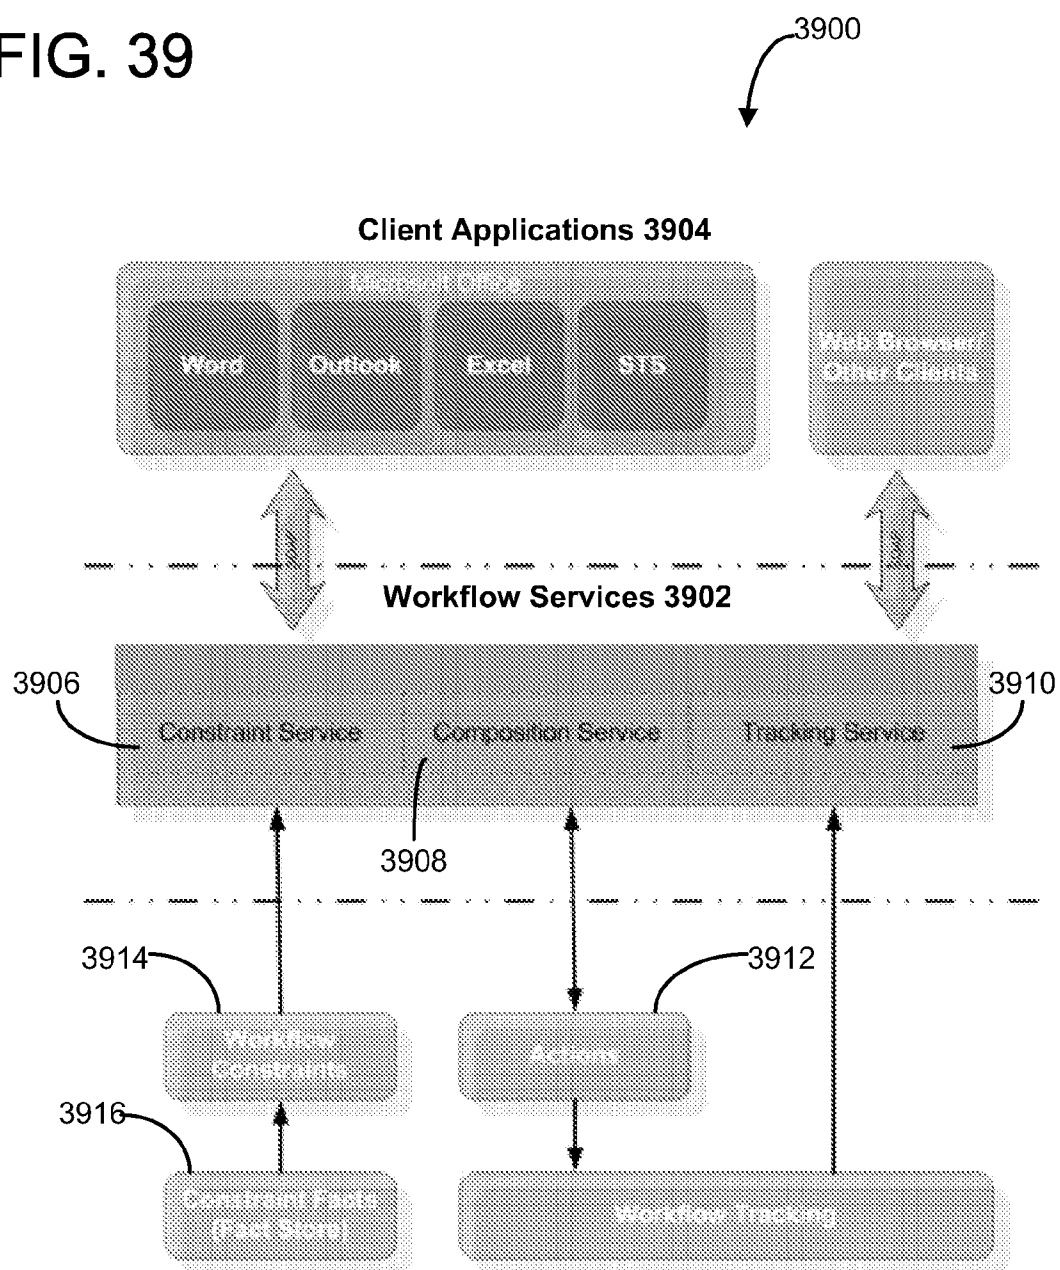 FIG. 39
3900
Client Applications 3904
Microsoft Office
Word
Outlook
Excel
STS
Web Browser/
Other Clients
Workflow Services 3902
3906
3910
Constraint Service
Composition Service
Tracking Service
3908
3914
3912
Workflow
Constraints
Actions
3916
Constraint Facts
(Fact Store)
Workflow Tracking